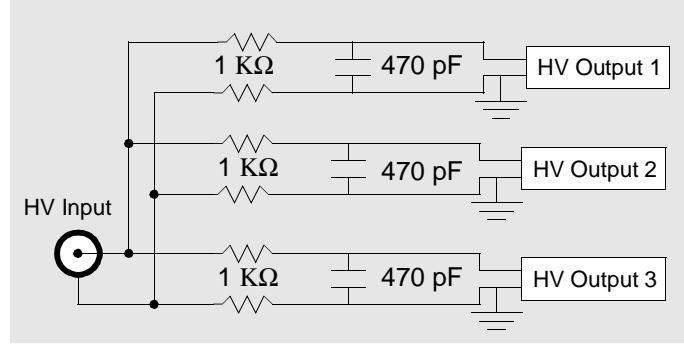 1 KΩ
470 pF
HV Output 1
1 KΩ
470 pF
HV Output 2
HV Input
1 KΩ
470 pF
HV Output 3